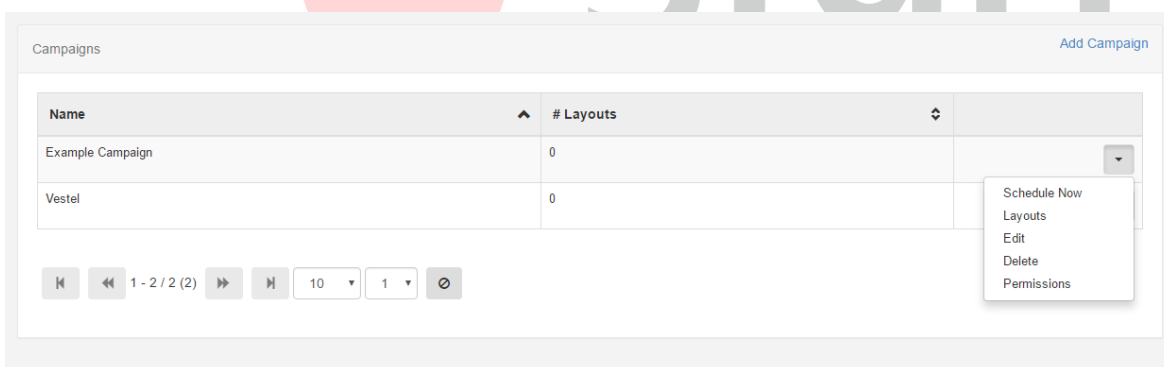 Campaigns
Add Campaign
Name
# Layouts
Example Campaign
0
Vestel
0
Schedule Now
Layouts
Edit
Delete
Permissions
1 - 2 / 2 (2)
10
1